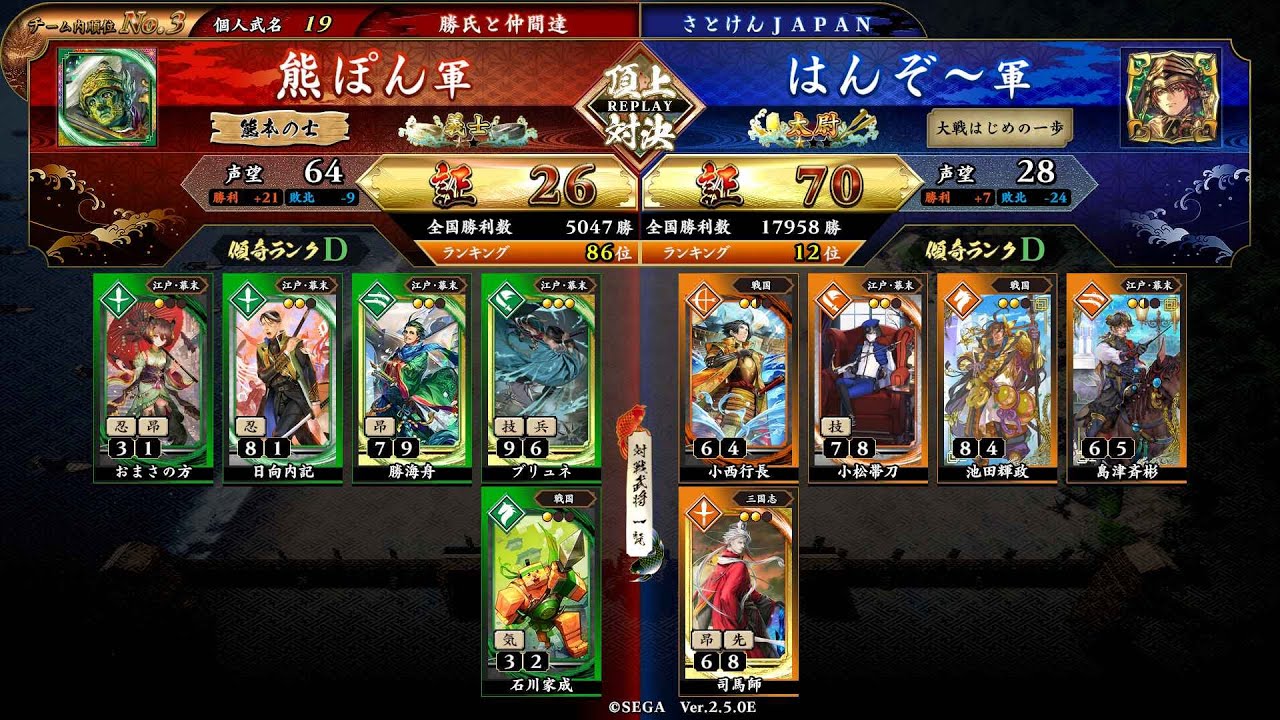 チーム内順位 No.3 個人武名 19
勝氏と仲間達
さとけんJAPAN
熊ぽん軍
頂上
REPLAY
対決
はんぞ～軍
熊本の士
義士
太尉
大戦はじめの一歩
声望 64
勝利 +21 敗北 -9
証 26
証 70
声望 28
勝利 +7 敗北 -24
全国勝利数 5047勝
全国勝利数 17958勝
傾奇ランクD
ランキング 86位
ランキング 12位
傾奇ランクD
江戸・幕末
忍 昴
3 1
おまさの方
江戸・幕末
忍
8 1
日向内記
江戸・幕末
昴
7 9
勝海舟
江戸・幕末
技 兵
9 6
ブリュネ
戦国
6 4
小西行長
江戸・幕末
技
7 8
小松帯刀
戦国
8 4
池田輝政
江戸・幕末
6 5
島津斉彬
対戦武将一覧
戦国
気
3 2
石川家成
三国志
昴 先
6 8
司馬師
©SEGA Ver.2.5.0E